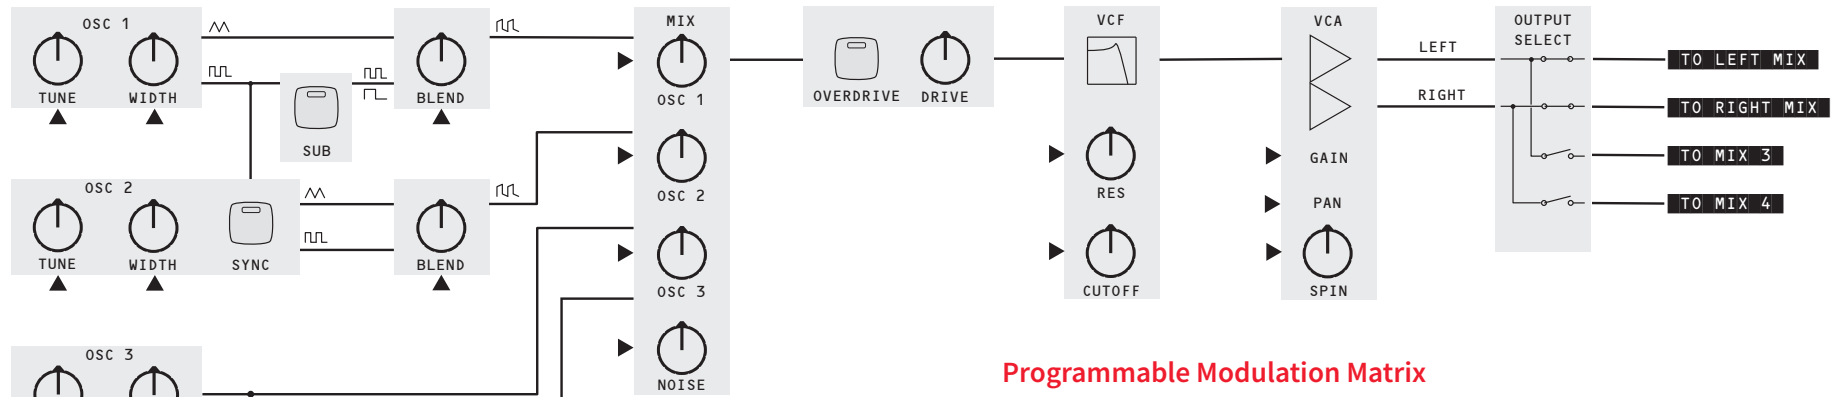 OSC 1
TUNE
WIDTH
SUB
BLEND
OSC 2
TUNE
WIDTH
SYNC
BLEND
OSC 3
MIX
OSC 1
OSC 2
OSC 3
NOISE
OVERDRIVE
DRIVE
VCF
RES
CUTOFF
VCA
GAIN
PAN
SPIN
LEFT
RIGHT
OUTPUT
SELECT
TO LEFT MIX
TO RIGHT MIX
TO MIX 3
TO MIX 4
Programmable Modulation Matrix